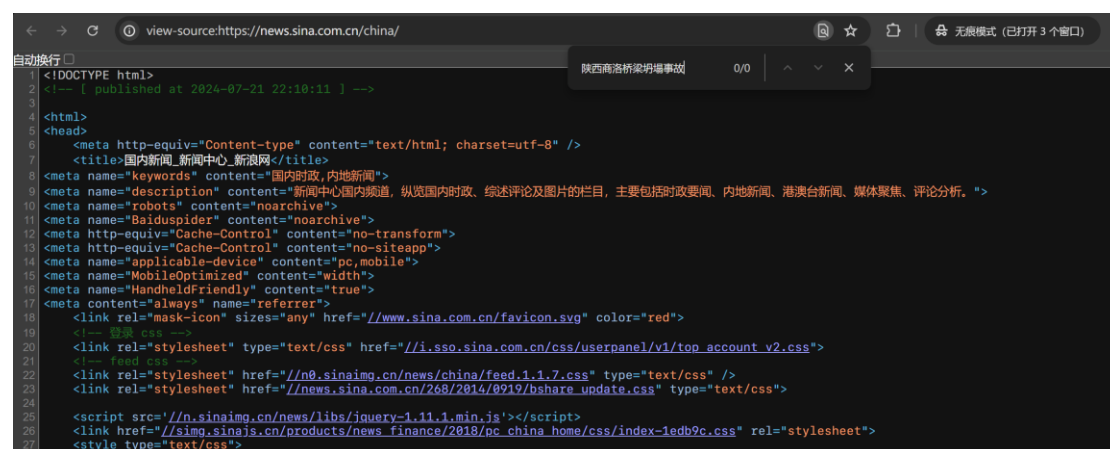 view-source:https://news.sina.com.cn/china/
无痕模式 (已打开 3 个窗口)
自动换行
陕西商洛桥梁坍塌事故 0/0
1 <!DOCTYPE html>
2 <!-- [ published at 2024-07-21 22:10:11 ] -->
3
4 <html>
5 <head>
6 <meta http-equiv="Content-type" content="text/html; charset=utf-8" />
7 <title>国内新闻_新闻中心_新浪网</title>
8 <meta name="keywords" content="国内时政,内地新闻">
9 <meta name="description" content="新闻中心国内频道，纵览国内时政、综述评论及图片的栏目，主要包括时政要闻、内地新闻、港澳台新闻、媒体聚焦、评论分析。">
10 <meta name="robots" content="noarchive">
11 <meta name="Baiduspider" content="noarchive">
12 <meta http-equiv="Cache-Control" content="no-transform">
13 <meta http-equiv="Cache-Control" content="no-siteapp">
14 <meta name="applicable-device" content="pc,mobile">
15 <meta name="MobileOptimized" content="width">
16 <meta name="HandheldFriendly" content="true">
17 <meta content="always" name="referrer">
18 <link rel="mask-icon" sizes="any" href="//www.sina.com.cn/favicon.svg" color="red">
19 <!-- 登录 css -->
20 <link rel="stylesheet" type="text/css" href="//i.sso.sina.com.cn/css/userpanel/v1/top_account_v2.css">
21 <!-- feed css -->
22 <link rel="stylesheet" href="//n0.sinaimg.cn/news/china/feed.1.1.7.css" type="text/css" />
23 <link rel="stylesheet" href="//news.sina.com.cn/268/2014/0919/bshare_update.css" type="text/css">
24
25 <script src='//n.sinaimg.cn/news/libs/jquery-1.11.1.min.js'></script>
26 <link href="//simg.sinajs.cn/products/news_finance/2018/pc_china_home/css/index-1edb9c.css" rel="stylesheet">
27 <style type="text/css">